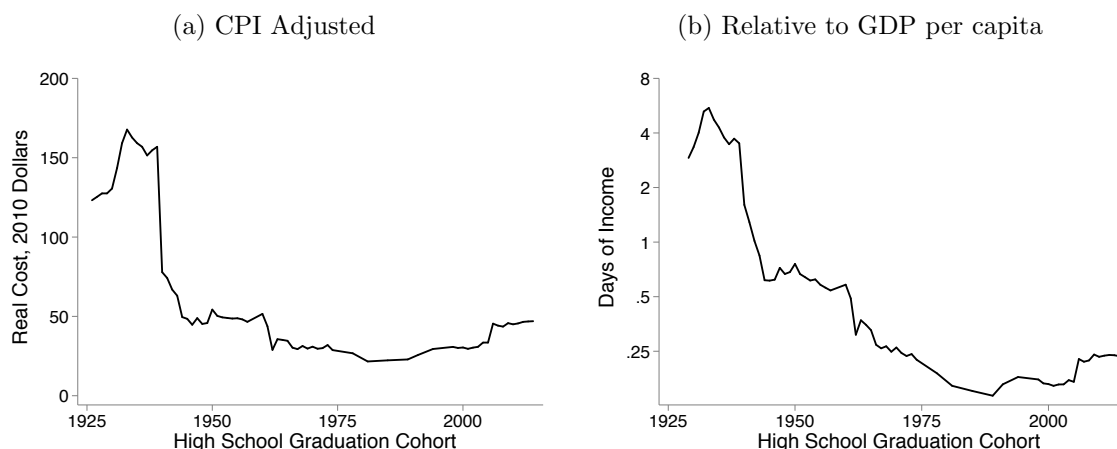 (a) CPI Adjusted
200
150
100
50
0
Real Cost, 2010 Dollars
1925 1950 1975 2000
High School Graduation Cohort
(b) Relative to GDP per capita
8
4
2
1
.5
.25
Days of Income
1925 1950 1975 2000
High School Graduation Cohort